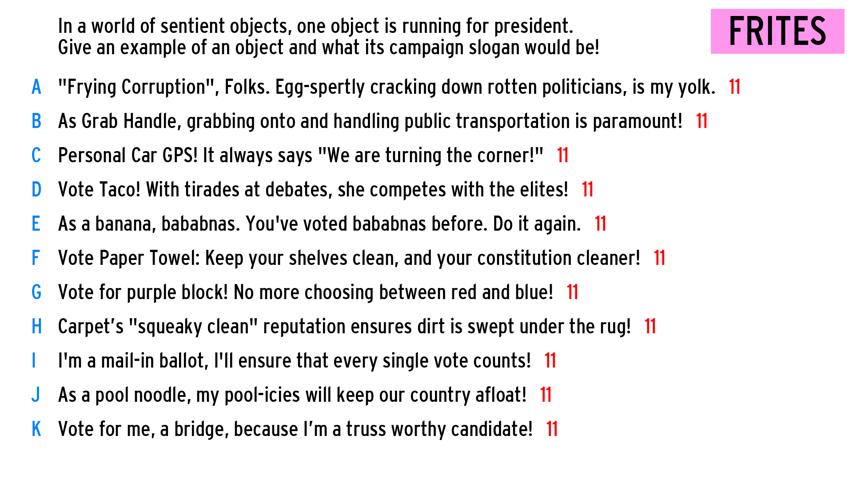 In a world of sentient objects, one object is running for president.
Give an example of an object and what its campaign slogan would be!
FRITES
A "Frying Corruption", Folks. Egg-spertly cracking down rotten politicians, is my yolk. 11
B As Grab Handle, grabbing onto and handling public transportation is paramount! 11
C Personal Car GPS! It always says "We are turning the corner!" 11
D Vote Taco! With tirades at debates, she competes with the elites! 11
E As a banana, bababnas. You've voted bababnas before. Do it again. 11
F Vote Paper Towel: Keep your shelves clean, and your constitution cleaner! 11
G Vote for purple block! No more choosing between red and blue! 11
H Carpet's "squeaky clean" reputation ensures dirt is swept under the rug! 11
I I'm a mail-in ballot, I'll ensure that every single vote counts! 11
J As a pool noodle, my pool-icies will keep our country afloat! 11
K Vote for me, a bridge, because I'm a truss worthy candidate! 11